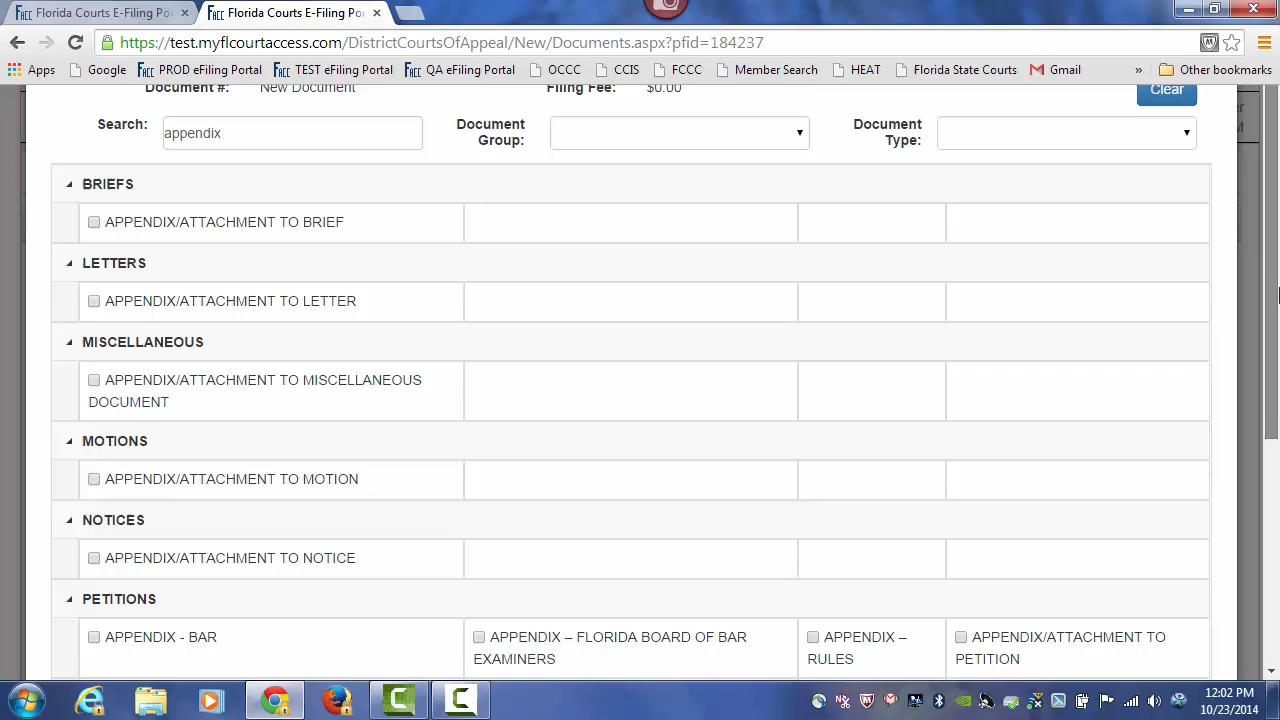 FACC Florida Courts E-Filing Po × FACC Florida Courts E-Filing Po ×
https://test.myflcourtaccess.com/DistrictCourtsOfAppeal/New/Documents.aspx?pfid=184237
Apps Google FACC PROD eFiling Portal FACC TEST eFiling Portal FACC QA eFiling Portal OCCC CCIS FCCC Member Search HEAT Florida State Courts Gmail » Other bookmarks
Document #: New Document Filing Fee: $0.00 Clear
Search: appendix Document Group: Document Type:
BRIEFS
APPENDIX/ATTACHMENT TO BRIEF
LETTERS
APPENDIX/ATTACHMENT TO LETTER
MISCELLANEOUS
APPENDIX/ATTACHMENT TO MISCELLANEOUS
DOCUMENT
MOTIONS
APPENDIX/ATTACHMENT TO MOTION
NOTICES
APPENDIX/ATTACHMENT TO NOTICE
PETITIONS
APPENDIX - BAR
APPENDIX – FLORIDA BOARD OF BAR
EXAMINERS
APPENDIX –
RULES
APPENDIX/ATTACHMENT TO
PETITION
12:02 PM
10/23/2014